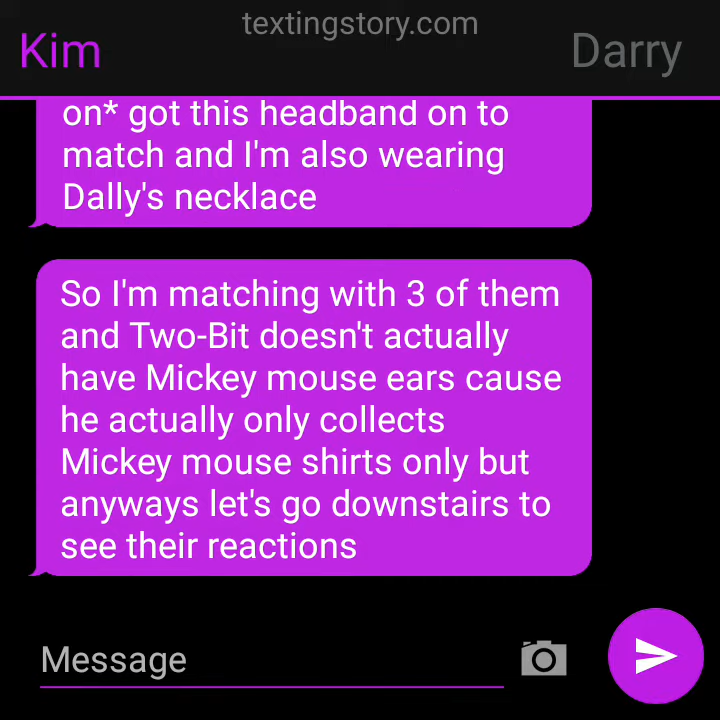 textingstory.com
Kim
Darry
on* got this headband on to
match and I'm also wearing
Dally's necklace
So I'm matching with 3 of them
and Two-Bit doesn't actually
have Mickey mouse ears cause
he actually only collects
Mickey mouse shirts only but
anyways let's go downstairs to
see their reactions
Message